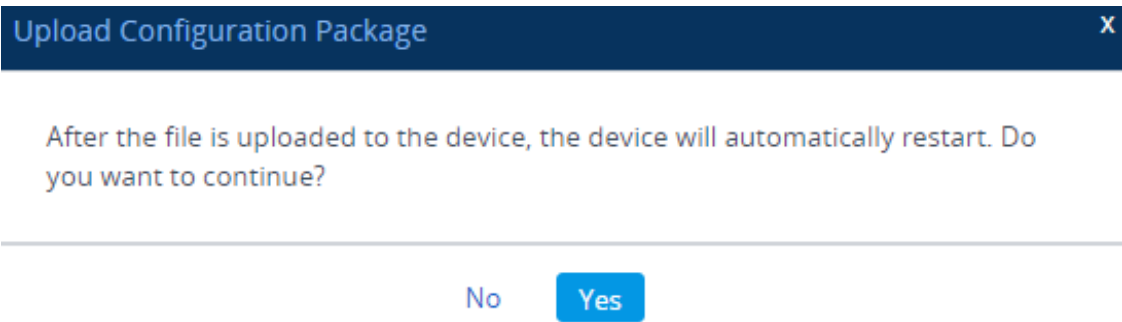 Upload Configuration Package
X
After the file is uploaded to the device, the device will automatically restart. Do
you want to continue?
No
Yes